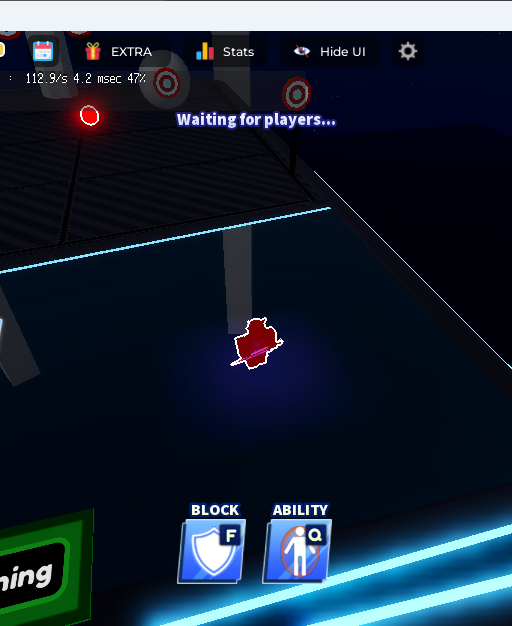 EXTRA
Stats
Hide UI
: 112.9/s 4.2 msec 47%
Waiting for players...
BLOCK
ABILITY
F
Q
ning